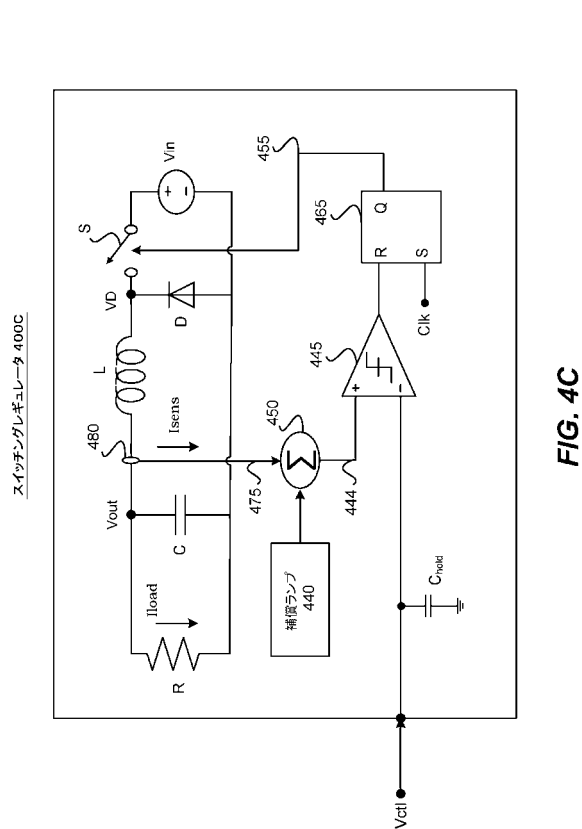 スイッチングレギュレータ 400C
S
Vin
455
VD
D
L
465
Q
R
S
Clk
445
480
Isens
450
Σ
475
444
Vout
C
Iload
R
補償ランプ
440
Chold
Vctl
FIG. 4C